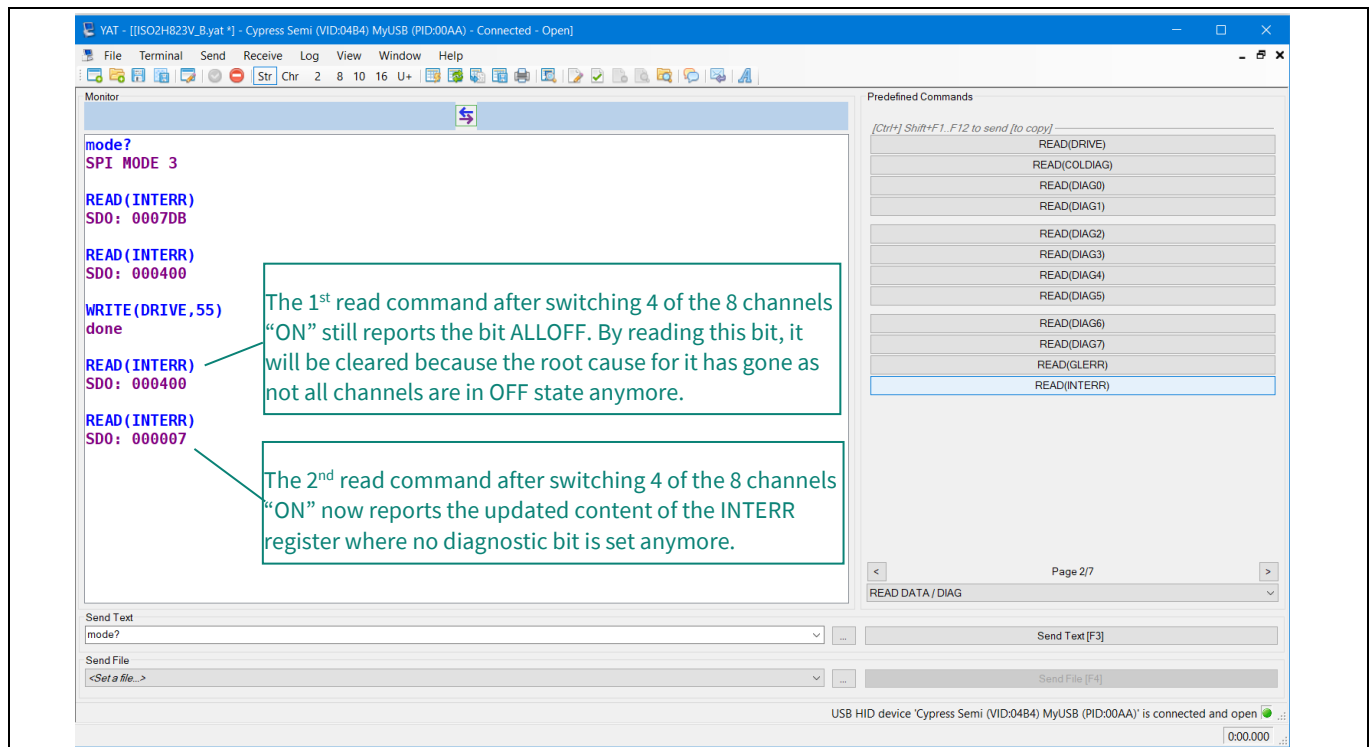 YAT - [[ISO2H823V_B.yat *] - Cypress Semi (VID:04B4) MyUSB (PID:00AA) - Connected - Open]
File Terminal Send Receive Log View Window Help
Str Chr 2 8 10 16 U+
Monitor
mode?
SPI MODE 3
READ(INTERR)
SDO: 0007DB
READ(INTERR)
SDO: 000400
WRITE(DRIVE,55)
done
READ(INTERR)
SDO: 000400
READ(INTERR)
SDO: 000007
The 1st read command after switching 4 of the 8 channels
“ON” still reports the bit ALLOFF. By reading this bit, it
will be cleared because the root cause for it has gone as
not all channels are in OFF state anymore.
The 2nd read command after switching 4 of the 8 channels
“ON” now reports the updated content of the INTERR
register where no diagnostic bit is set anymore.
Predefined Commands
[Ctrl+] Shift+F1..F12 to send [to copy]
READ(DRIVE)
READ(COLDIAG)
READ(DIAG0)
READ(DIAG1)
READ(DIAG2)
READ(DIAG3)
READ(DIAG4)
READ(DIAG5)
READ(DIAG6)
READ(DIAG7)
READ(GLERR)
READ(INTERR)
< Page 2/7 >
READ DATA / DIAG
Send Text
mode? ... Send Text [F3]
Send File
<Set a file...> ... Send File [F4]
USB HID device 'Cypress Semi (VID:04B4) MyUSB (PID:00AA)' is connected and open
0:00.000